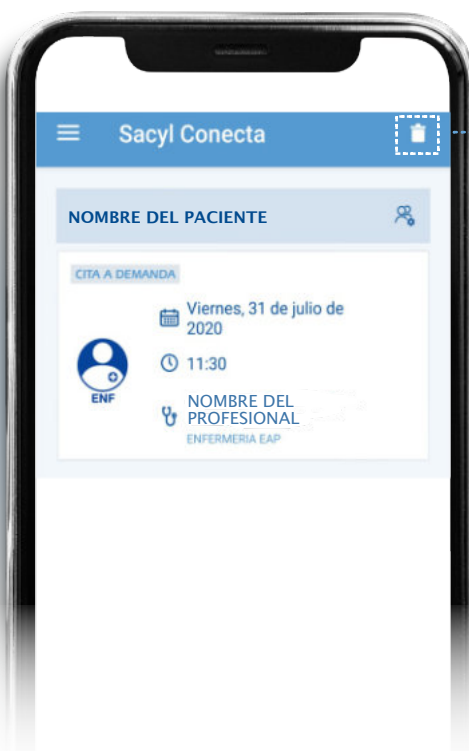 Sacyl Conecta
NOMBRE DEL PACIENTE
CITA A DEMANDA
Viernes, 31 de julio de
2020
11:30
ENF
NOMBRE DEL
PROFESIONAL
ENFERMERIA EAP